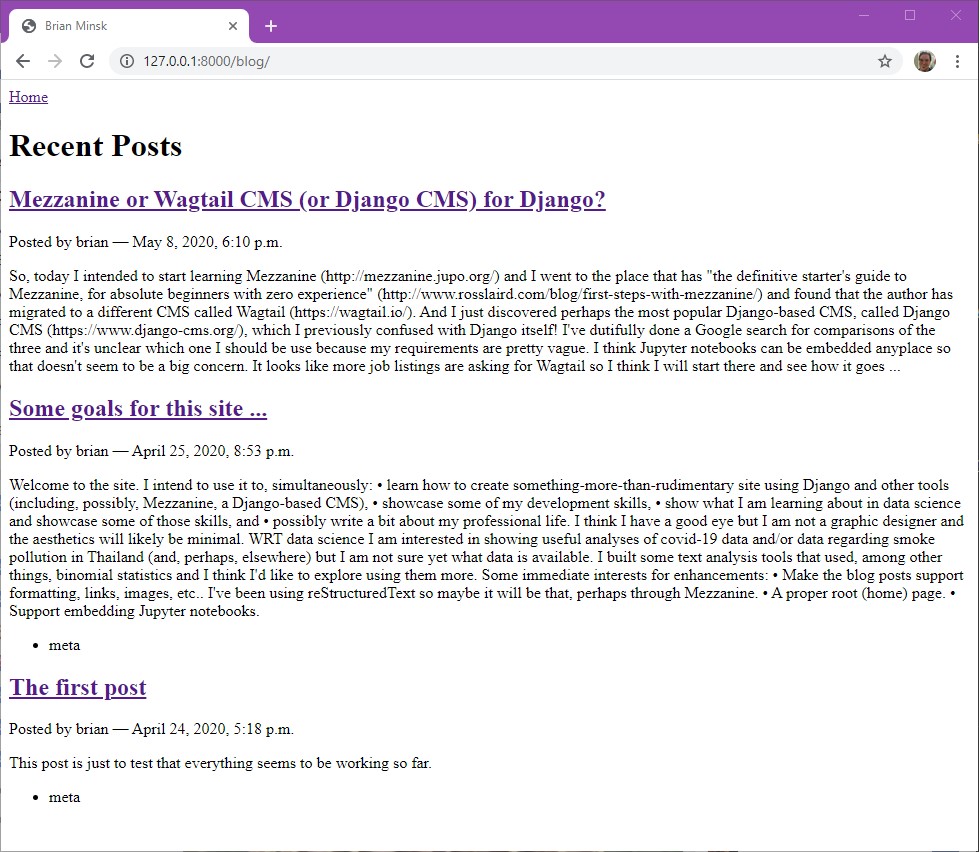 Brian Minsk
127.0.0.1:8000/blog/
Home
Recent Posts
Mezzanine or Wagtail CMS (or Django CMS) for Django?
Posted by brian — May 8, 2020, 6:10 p.m.
So, today I intended to start learning Mezzanine (http://mezzanine.jupo.org/) and I went to the place that has "the definitive starter's guide to
Mezzanine, for absolute beginners with zero experience" (http://www.rosslaird.com/blog/first-steps-with-mezzanine/) and found that the author has
migrated to a different CMS called Wagtail (https://wagtail.io/). And I just discovered perhaps the most popular Django-based CMS, called Django
CMS (https://www.django-cms.org/), which I previously confused with Django itself! I've dutifully done a Google search for comparisons of the
three and it's unclear which one I should be use because my requirements are pretty vague. I think Jupyter notebooks can be embedded anyplace so
that doesn't seem to be a big concern. It looks like more job listings are asking for Wagtail so I think I will start there and see how it goes ...
Some goals for this site ...
Posted by brian — April 25, 2020, 8:53 p.m.
Welcome to the site. I intend to use it to, simultaneously: • learn how to create something-more-than-rudimentary site using Django and other tools
(including, possibly, Mezzanine, a Django-based CMS), • showcase some of my development skills, • show what I am learning about in data science
and showcase some of those skills, and • possibly write a bit about my professional life. I think I have a good eye but I am not a graphic designer and
the aesthetics will likely be minimal. WRT data science I am interested in showing useful analyses of covid-19 data and/or data regarding smoke
pollution in Thailand (and, perhaps, elsewhere) but I am not sure yet what data is available. I built some text analysis tools that used, among other
things, binomial statistics and I think I'd like to explore using them more. Some immediate interests for enhancements: • Make the blog posts support
formatting, links, images, etc.. I've been using reStructuredText so maybe it will be that, perhaps through Mezzanine. • A proper root (home) page. •
Support embedding Jupyter notebooks.
• meta
The first post
Posted by brian — April 24, 2020, 5:18 p.m.
This post is just to test that everything seems to be working so far.
• meta